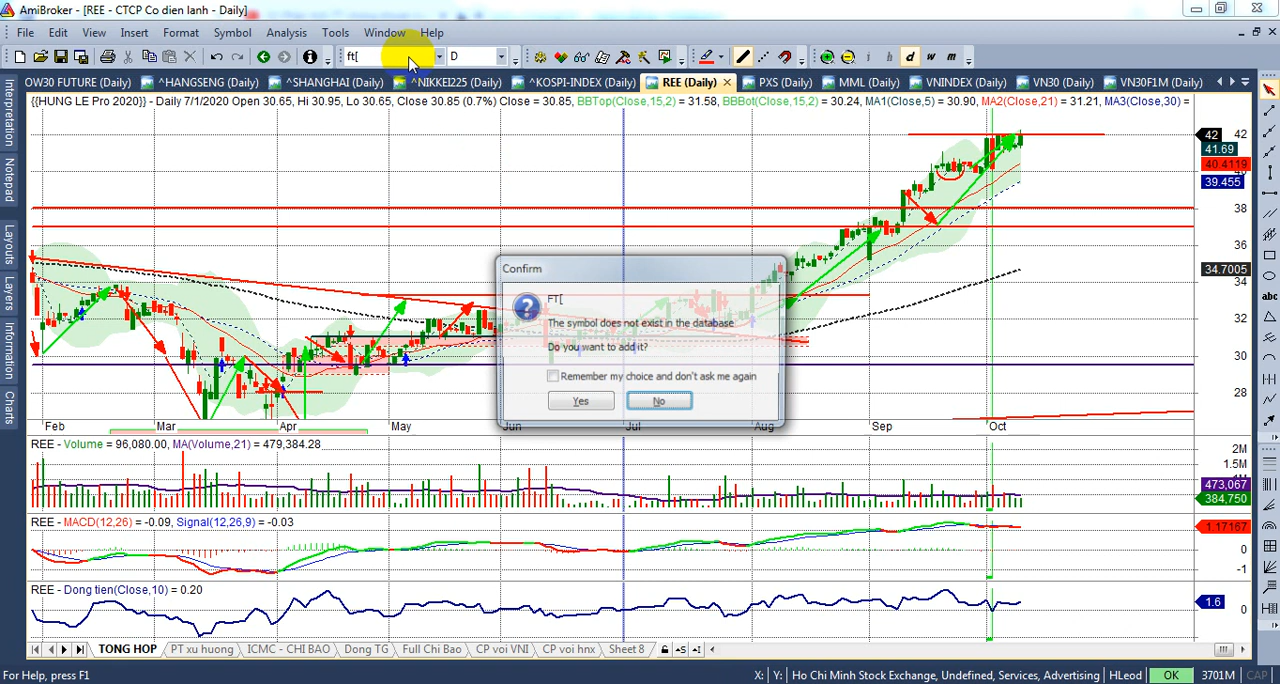 AmiBroker - [REE - CTCP Co dien lanh - Daily]
File Edit View Insert Format Symbol Analysis Tools Window Help
ft[ D i h d w m
OW30 FUTURE (Daily) ^HANGSENG (Daily) ^SHANGHAI (Daily) ^NIKKEI225 (Daily) ^KOSPI-INDEX (Daily) REE (Daily) PXS (Daily) MML (Daily) VNINDEX (Daily) VN30 (Daily) VN30F1M (Daily)
{{HUNG LE Pro 2020}} - Daily 7/1/2020 Open 30.65, Hi 30.95, Lo 30.65, Close 30.85 (0.7%) Close = 30.85, BBTop(Close,15,2) = 31.58, BBBot(Close,15,2) = 30.24, MA1(Close,5) = 30.90, MA2(Close,21) = 31.21, MA3(Close,30) =
Interpretation
Notepad
Layouts
Layers
Information
Charts
42
42
41.69
40.4119
39.455
38
36
34.7005
33
32
30
28
abc
Confirm
FT[
The symbol does not exist in the database
Do you want to add it?
Remember my choice and don't ask me again
Yes No
Feb Mar Apr May Jun Jul Aug Sep Oct
REE - Volume = 96,080.00, MA(Volume,21) = 479,384.28
2M
1.5M
473,067
384,750
REE - MACD(12,26) = -0.09, Signal(12,26,9) = -0.03
1.17167
0
-1
REE - Dong tien(Close,10) = 0.20
1.6
0
TONG HOP PT xu huong ICMC - CHI BAO Dong TG Full Chi Bao CP voi VNI CP voi hnx Sheet 8
For Help, press F1 X: Y: Ho Chi Minh Stock Exchange, Undefined, Services, Advertising HLeod OK 3701M CAP